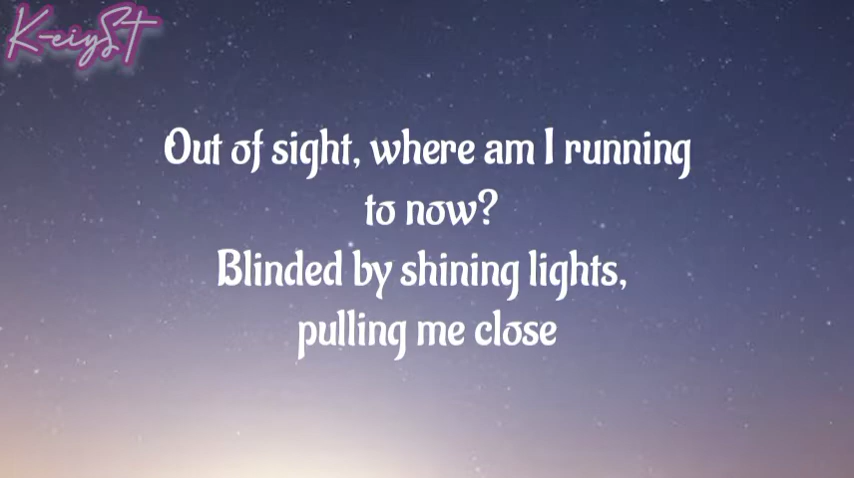 K-eiyST
Out of sight, where am I running
to now?
Blinded by shining lights,
pulling me close